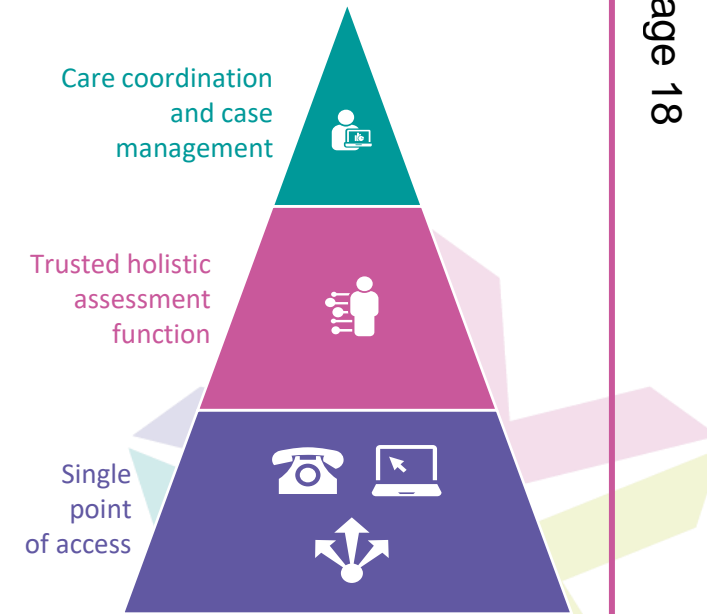 Care coordination
and case
management
Trusted holistic
assessment
function
Single
point
of access
age 18